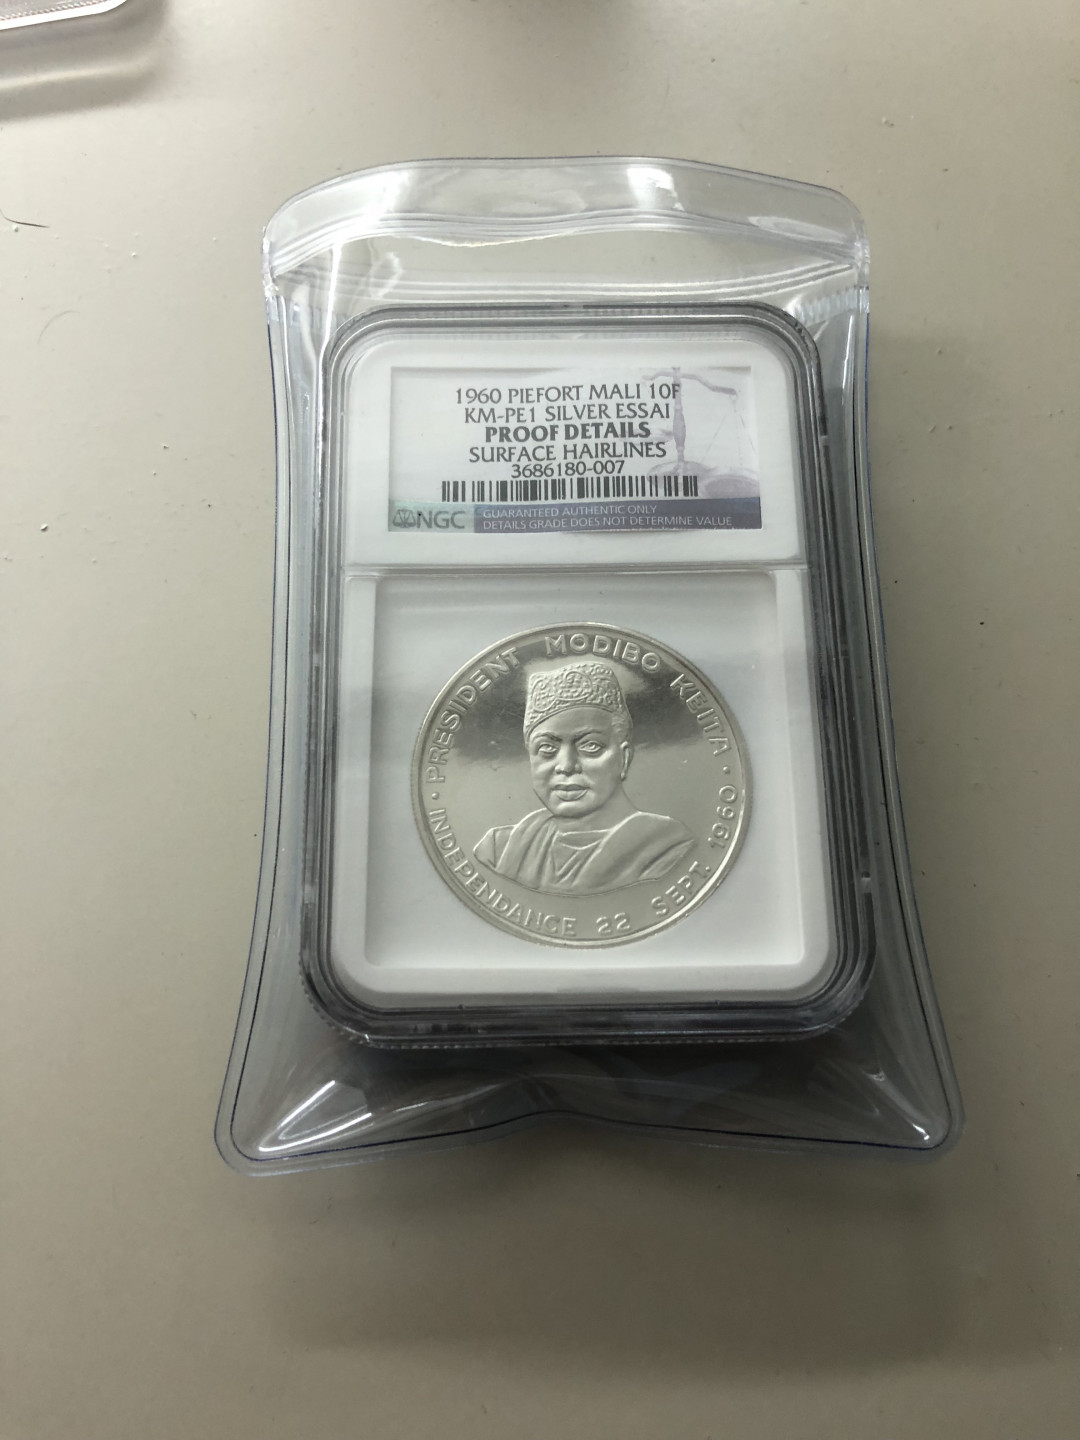 1960 PIEFORT MALI 10F
KM-PE1 SILVER ESSAI
PROOF DETAILS
SURFACE HAIRLINES
3686180-007
NGC
GUARANTEED AUTHENTIC ONLY
DETAILS GRADE DOES NOT DETERMINE VALUE
• PRESIDENT MODIBO KEITA •
INDEPENDANCE 22 SEPT. 1960